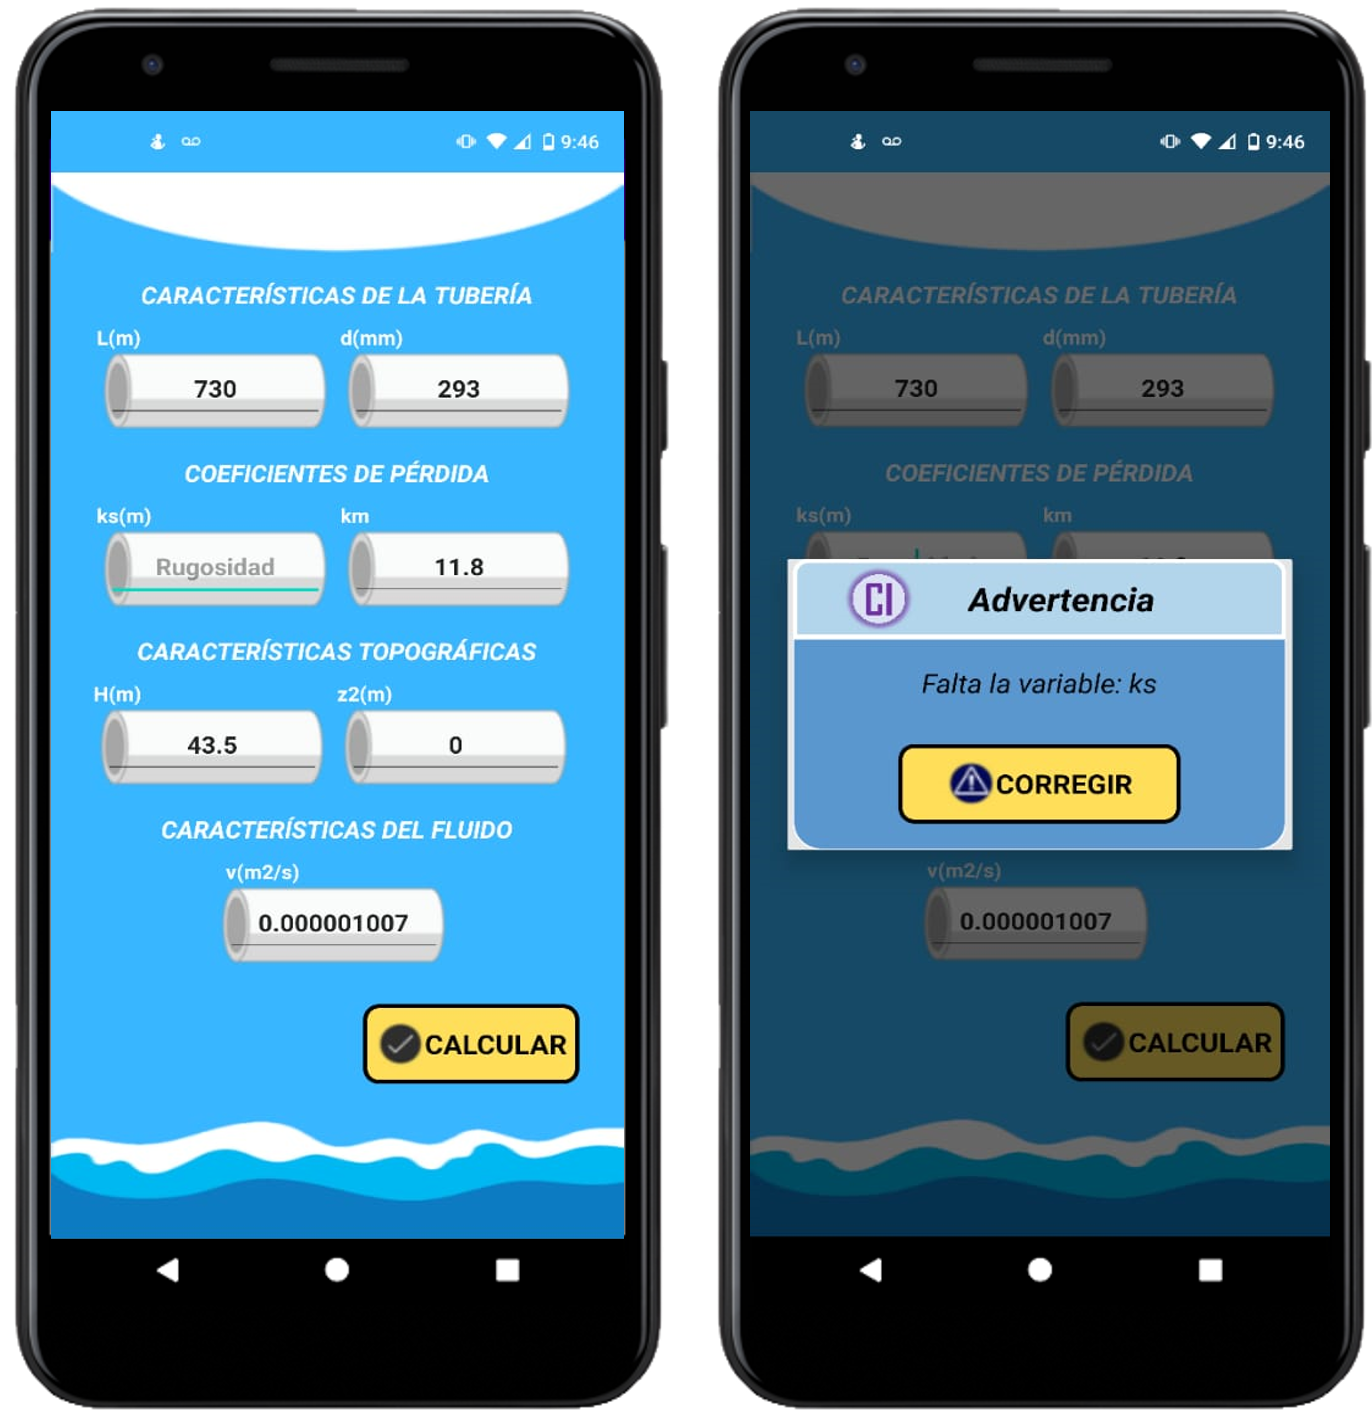 9:46
CARACTERÍSTICAS DE LA TUBERÍA
L(m) d(mm)
730 293
COEFICIENTES DE PÉRDIDA
ks(m) km
Rugosidad 11.8
CARACTERÍSTICAS TOPOGRÁFICAS
H(m) z2(m)
43.5 0
CARACTERÍSTICAS DEL FLUIDO
v(m2/s)
0.000001007
CALCULAR
9:46
CARACTERÍSTICAS DE LA TUBERÍA
L(m) d(mm)
730 293
COEFICIENTES DE PÉRDIDA
ks(m) km
CI Advertencia
Falta la variable: ks
CORREGIR
v(m2/s)
0.000001007
CALCULAR